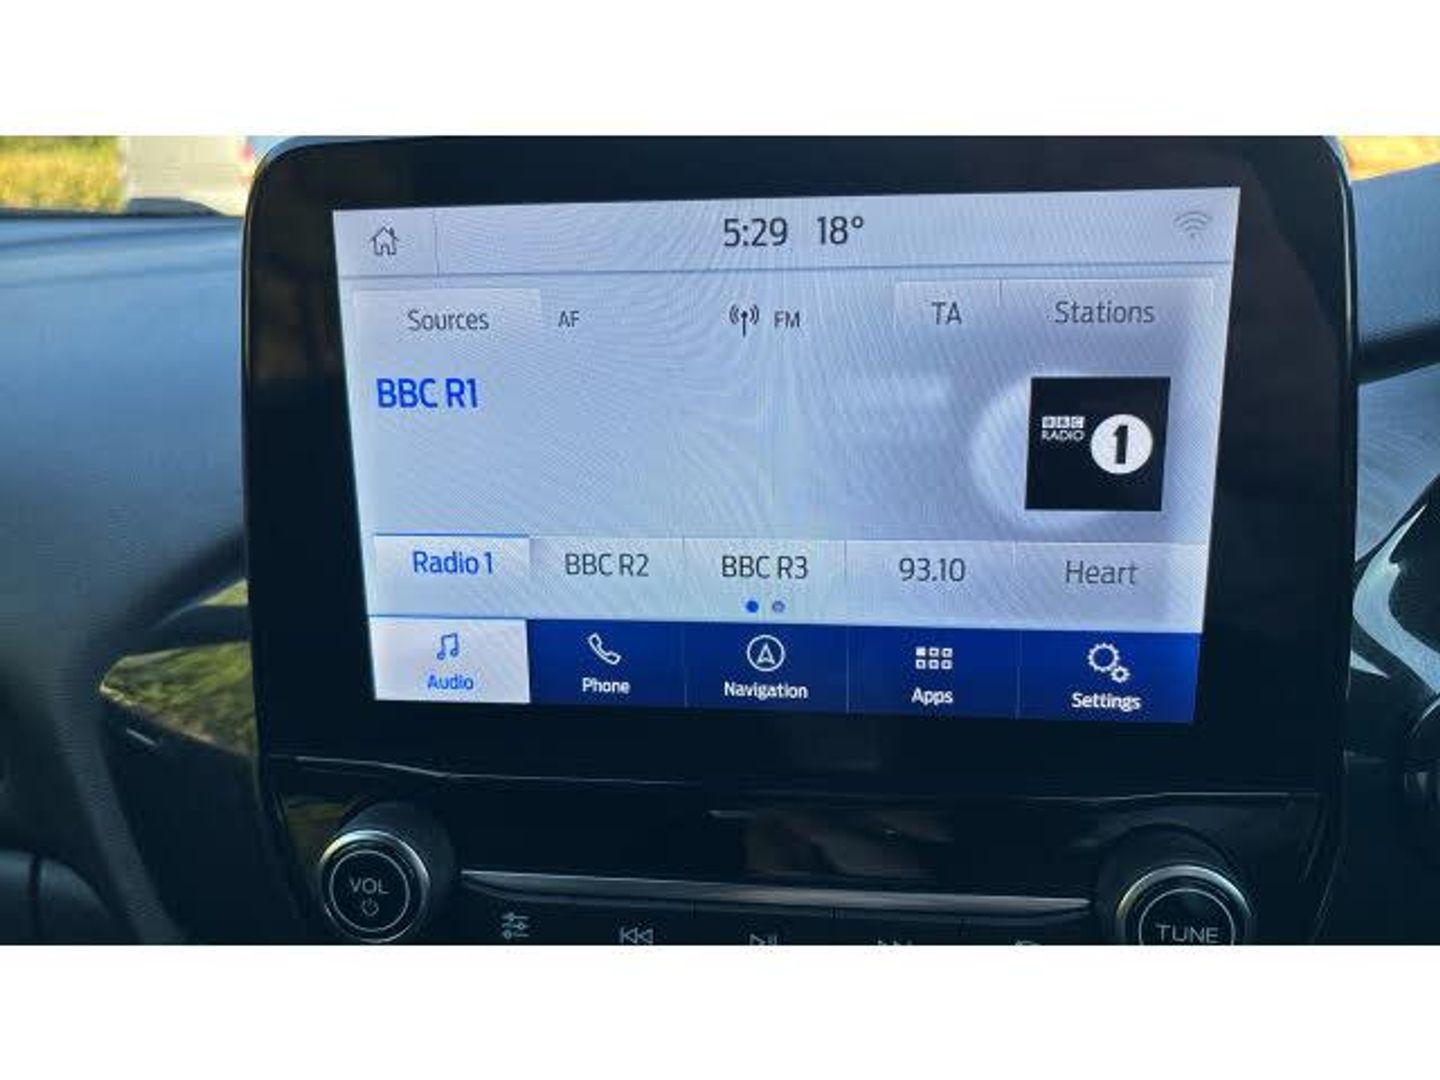 5:29 18°
Sources AF FM TA Stations
BBC R1
BBC
RADIO 1
Radio 1 BBC R2 BBC R3 93.10 Heart
Audio Phone Navigation Apps Settings
VOL TUNE